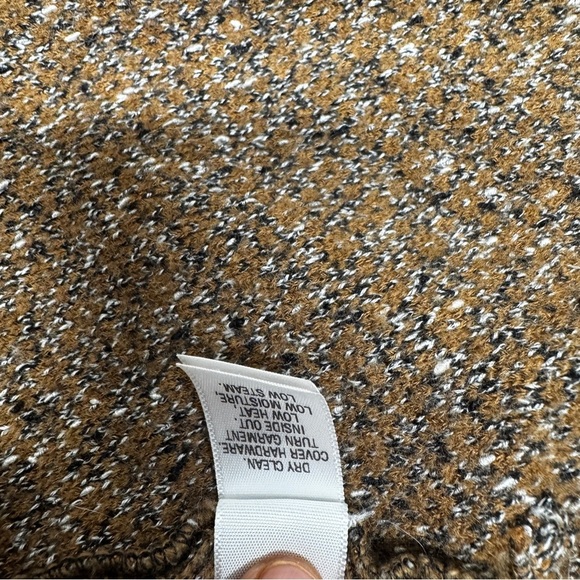 DRY CLEAN.
COVER HARDWARE.
TURN GARMENT
INSIDE OUT.
LOW HEAT,
LOW MOISTURE,
LOW STEAM.